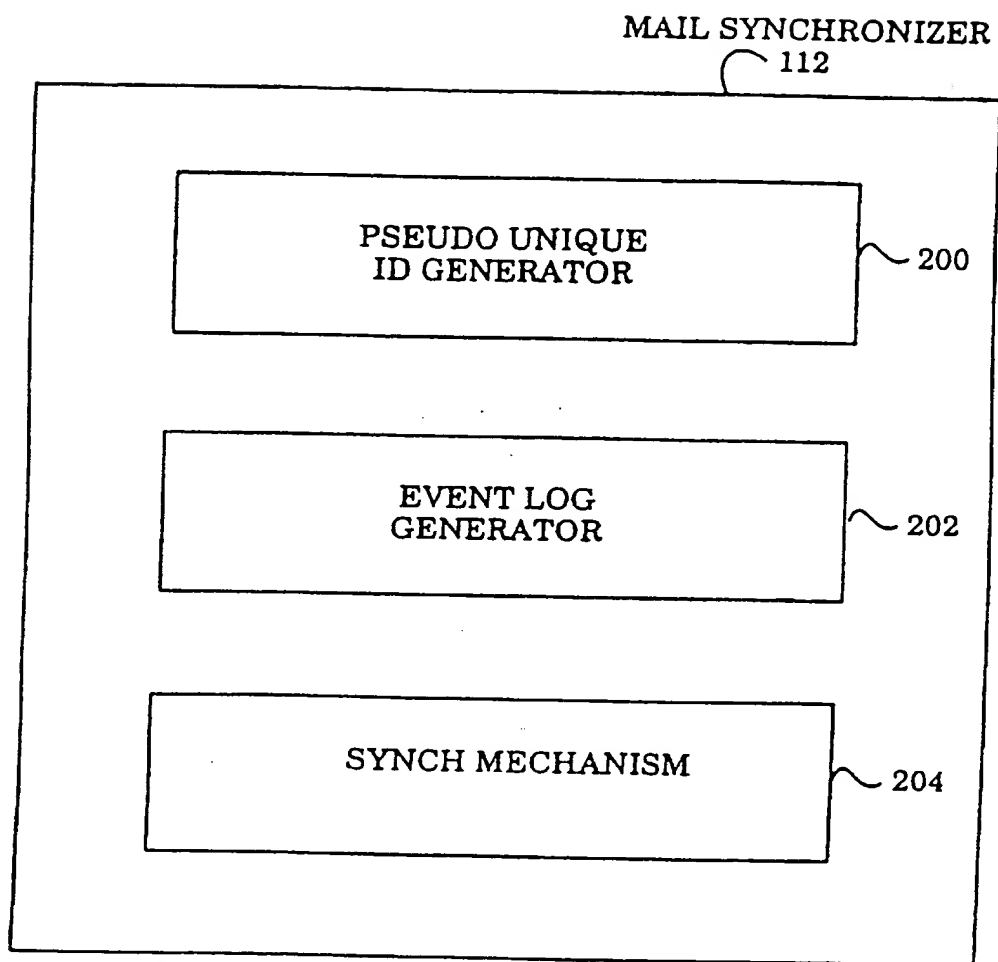 MAIL SYNCHRONIZER
112
PSEUDO UNIQUE
ID GENERATOR
200
EVENT LOG
GENERATOR
202
SYNCH MECHANISM
204